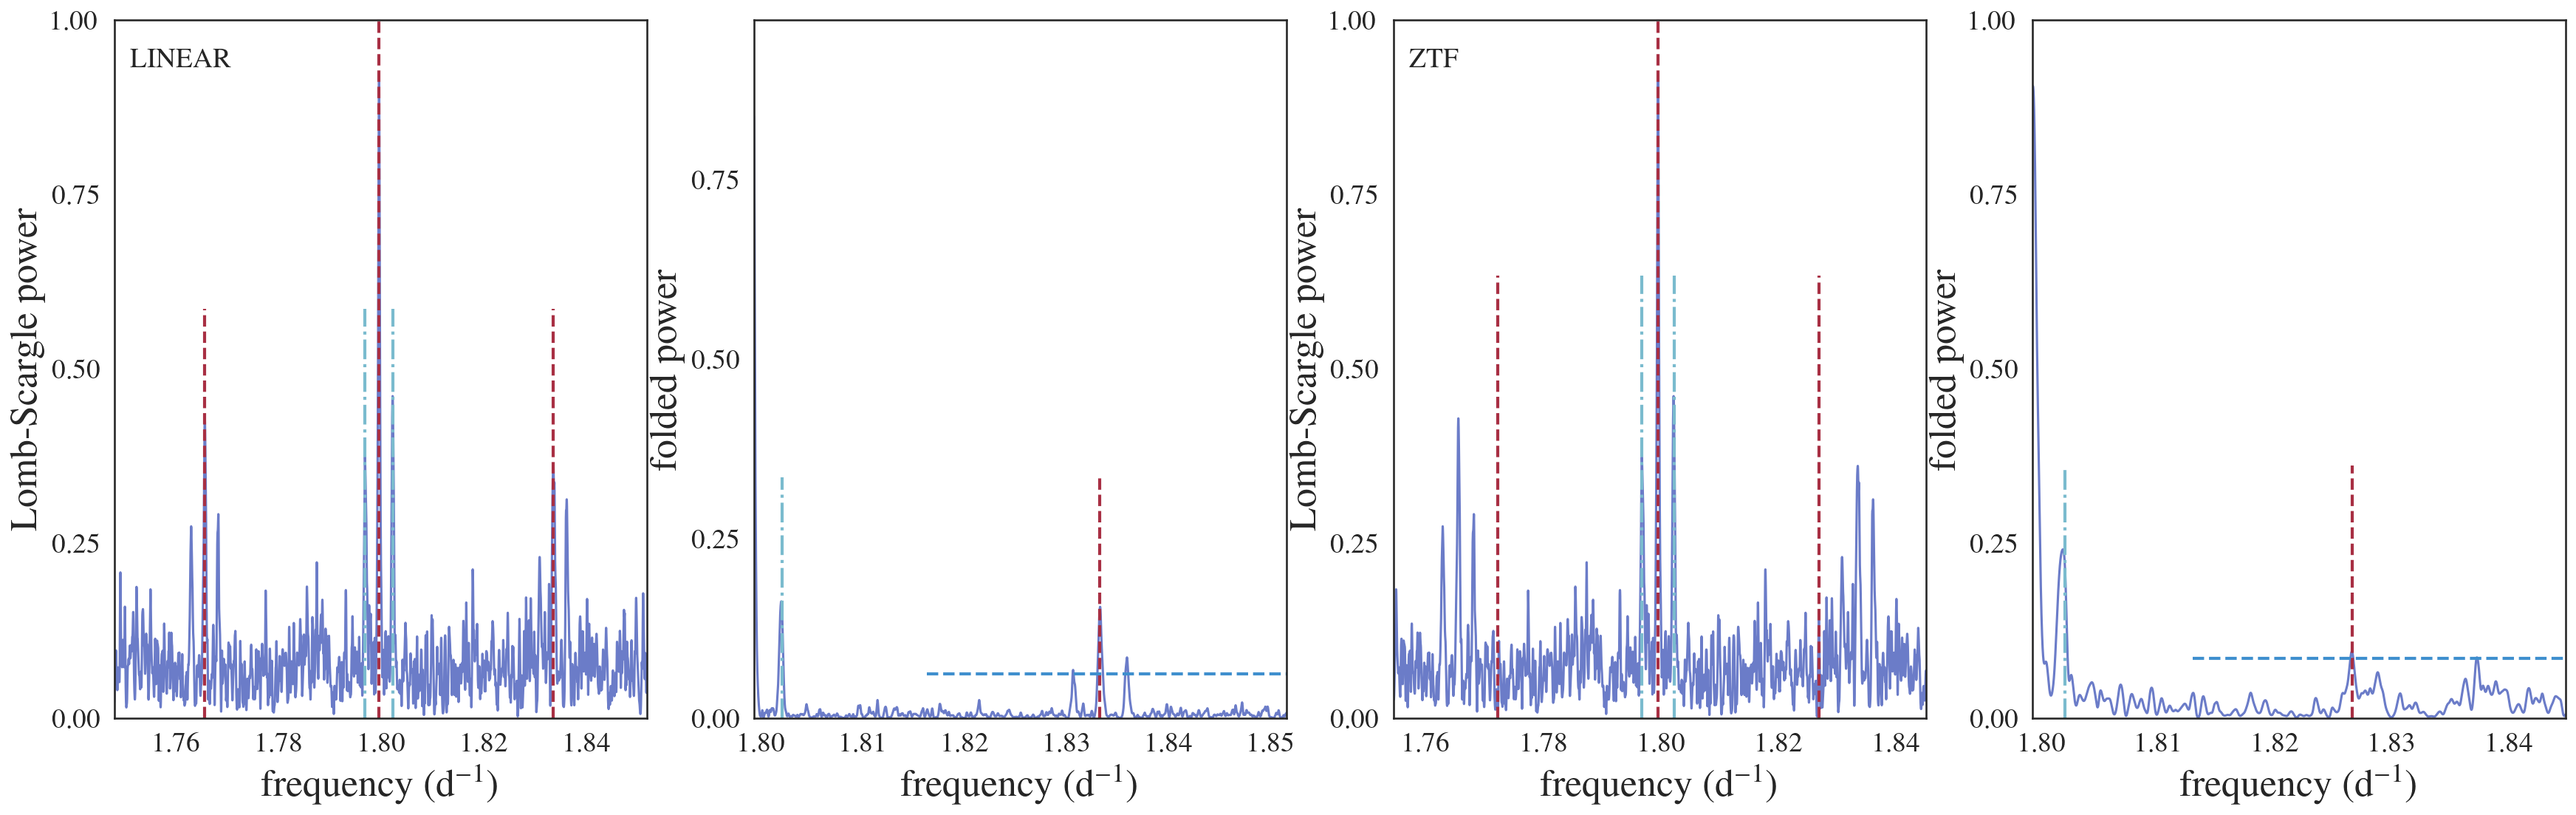 LINEAR
Lomb-Scargle power
1.00
0.75
0.50
0.25
0.00
1.76 1.78 1.80 1.82 1.84
frequency (d⁻¹)
folded power
0.75
0.50
0.25
0.00
1.80 1.81 1.82 1.83 1.84 1.85
frequency (d⁻¹)
ZTF
Lomb-Scargle power
1.00
0.75
0.50
0.25
0.00
1.76 1.78 1.80 1.82 1.84
frequency (d⁻¹)
folded power
1.00
0.75
0.50
0.25
0.00
1.80 1.81 1.82 1.83 1.84
frequency (d⁻¹)